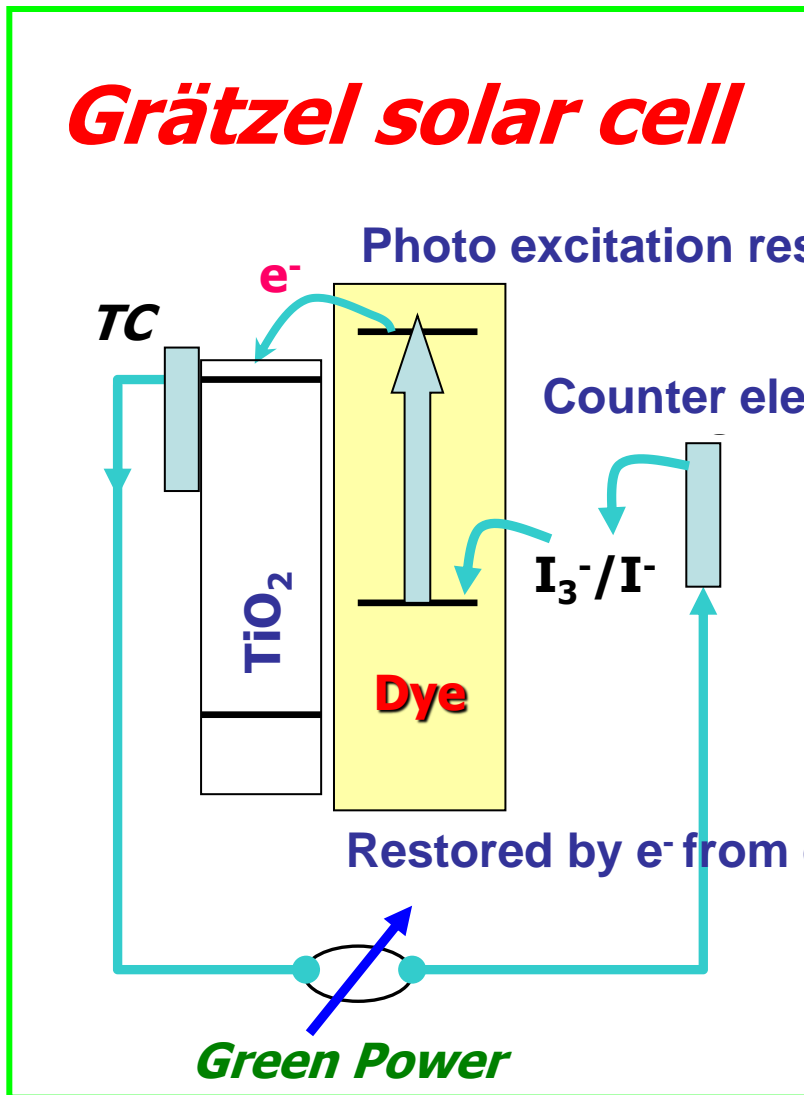 Grätzel solar cell
Photo excitation res
e⁻
TC
Counter ele
I₃⁻/I⁻
TiO₂
Dye
Restored by e⁻ from
Green Power